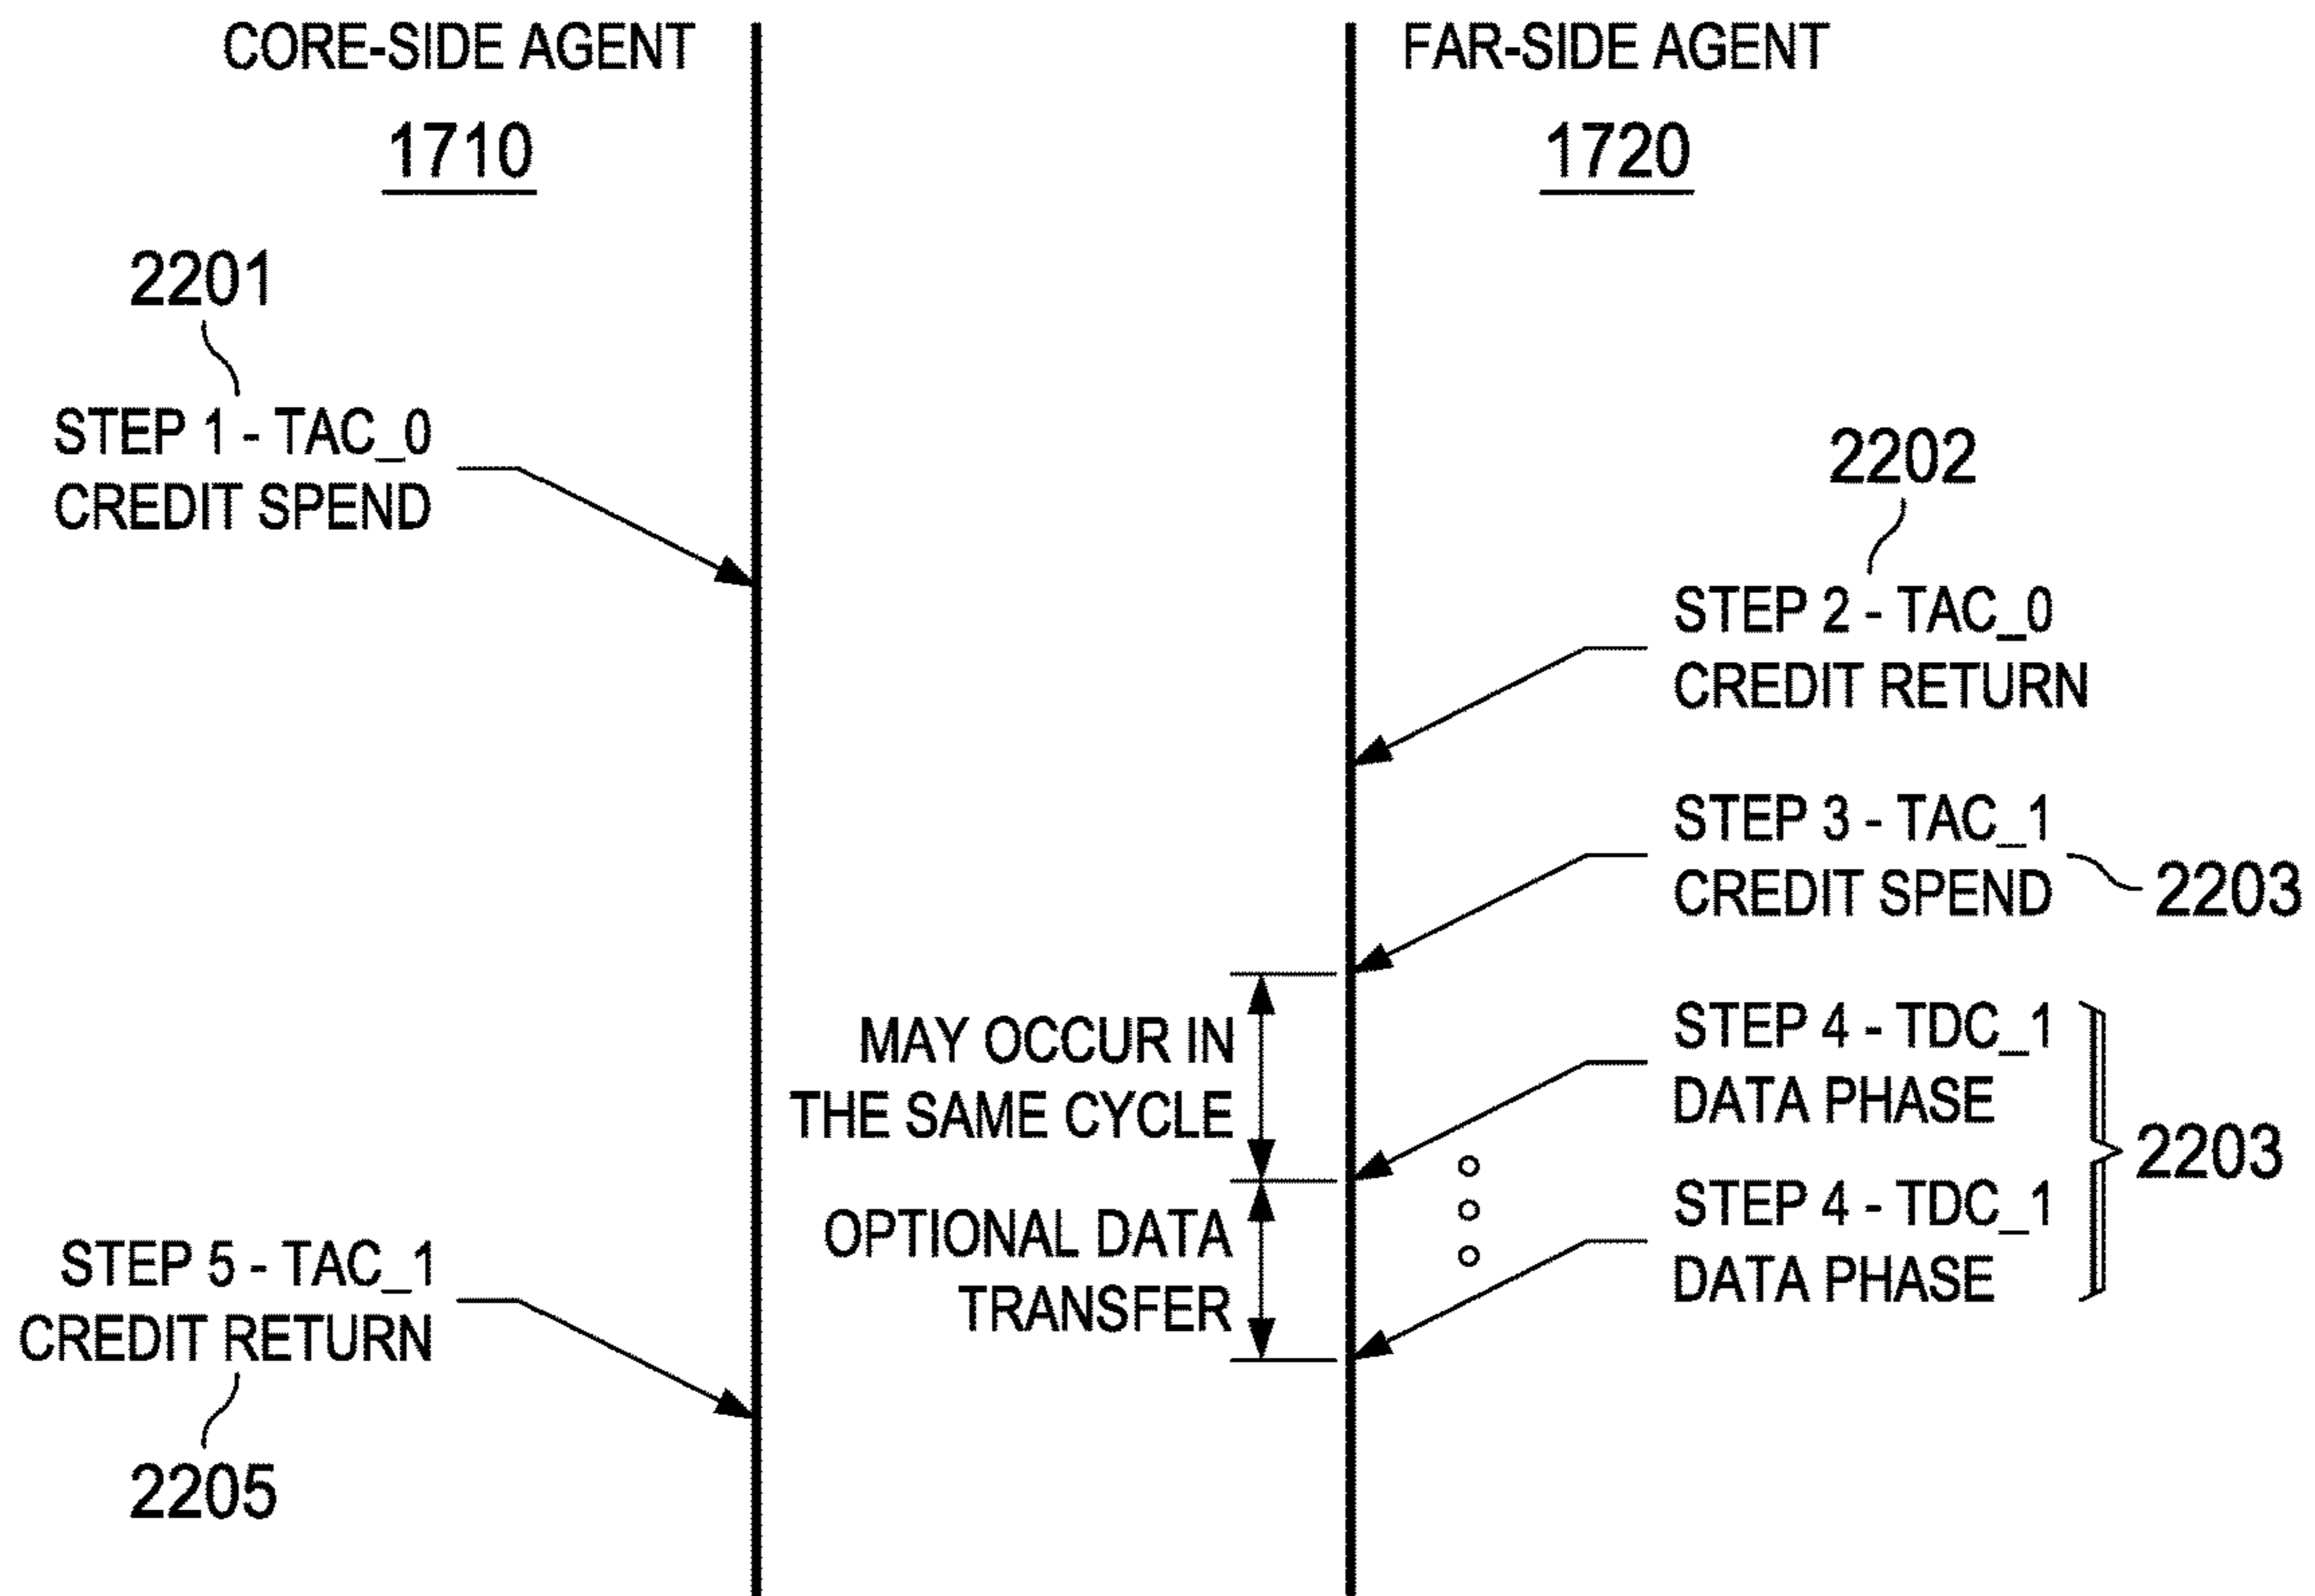 CORE-SIDE AGENT
1710
FAR-SIDE AGENT
1720
2201
STEP 1 - TAC_0
CREDIT SPEND
2202
STEP 2 - TAC_0
CREDIT RETURN
STEP 3 - TAC_1
CREDIT SPEND
2203
MAY OCCUR IN
THE SAME CYCLE
STEP 4 - TDC_1
DATA PHASE
STEP 4 - TDC_1
DATA PHASE
2203
OPTIONAL DATA
TRANSFER
STEP 5 - TAC_1
CREDIT RETURN
2205